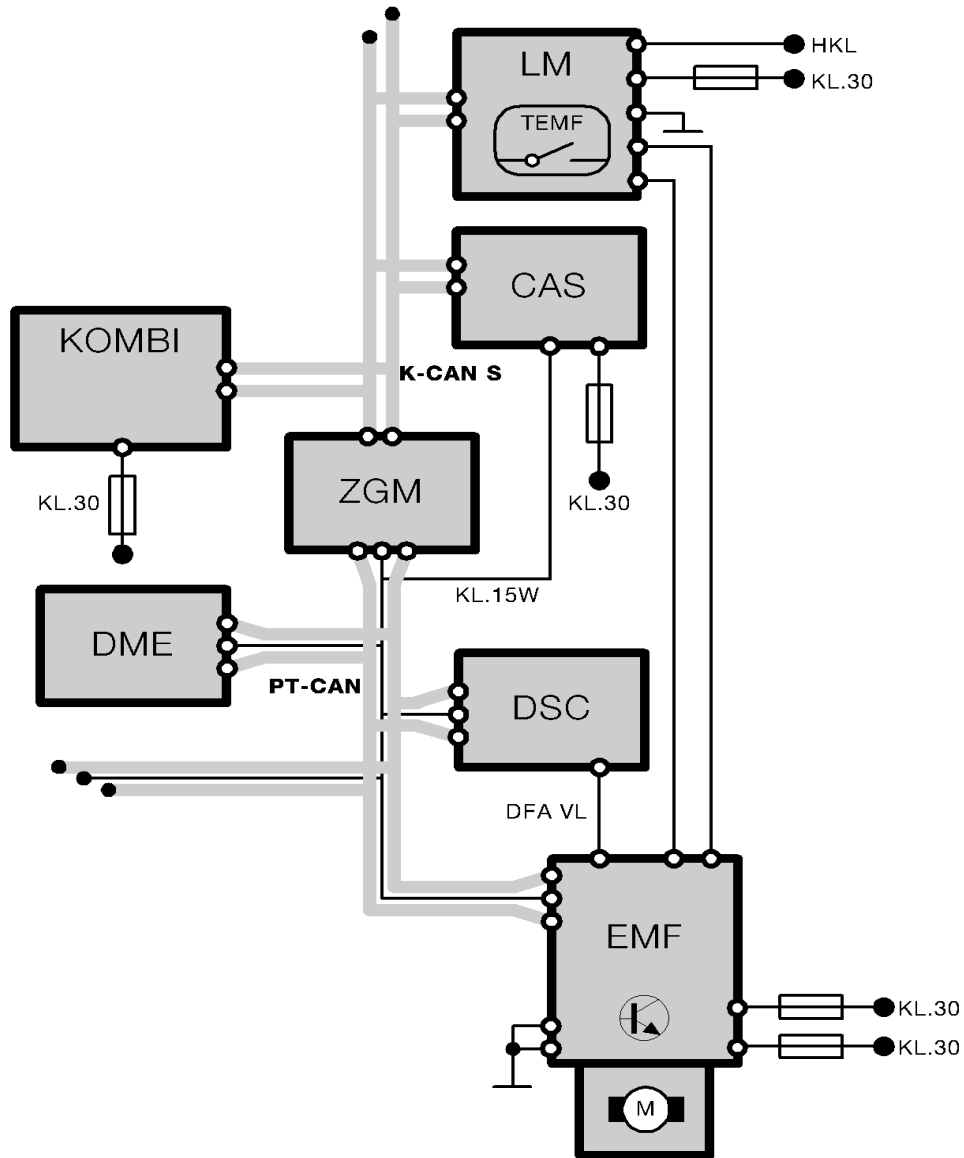 LM
HKL
KL.30
TEMF
CAS
KOMBI
K-CAN S
ZGM
KL.30
KL.30
KL.15W
DME
PT-CAN
DSC
DFA VL
EMF
KL.30
KL.30
M